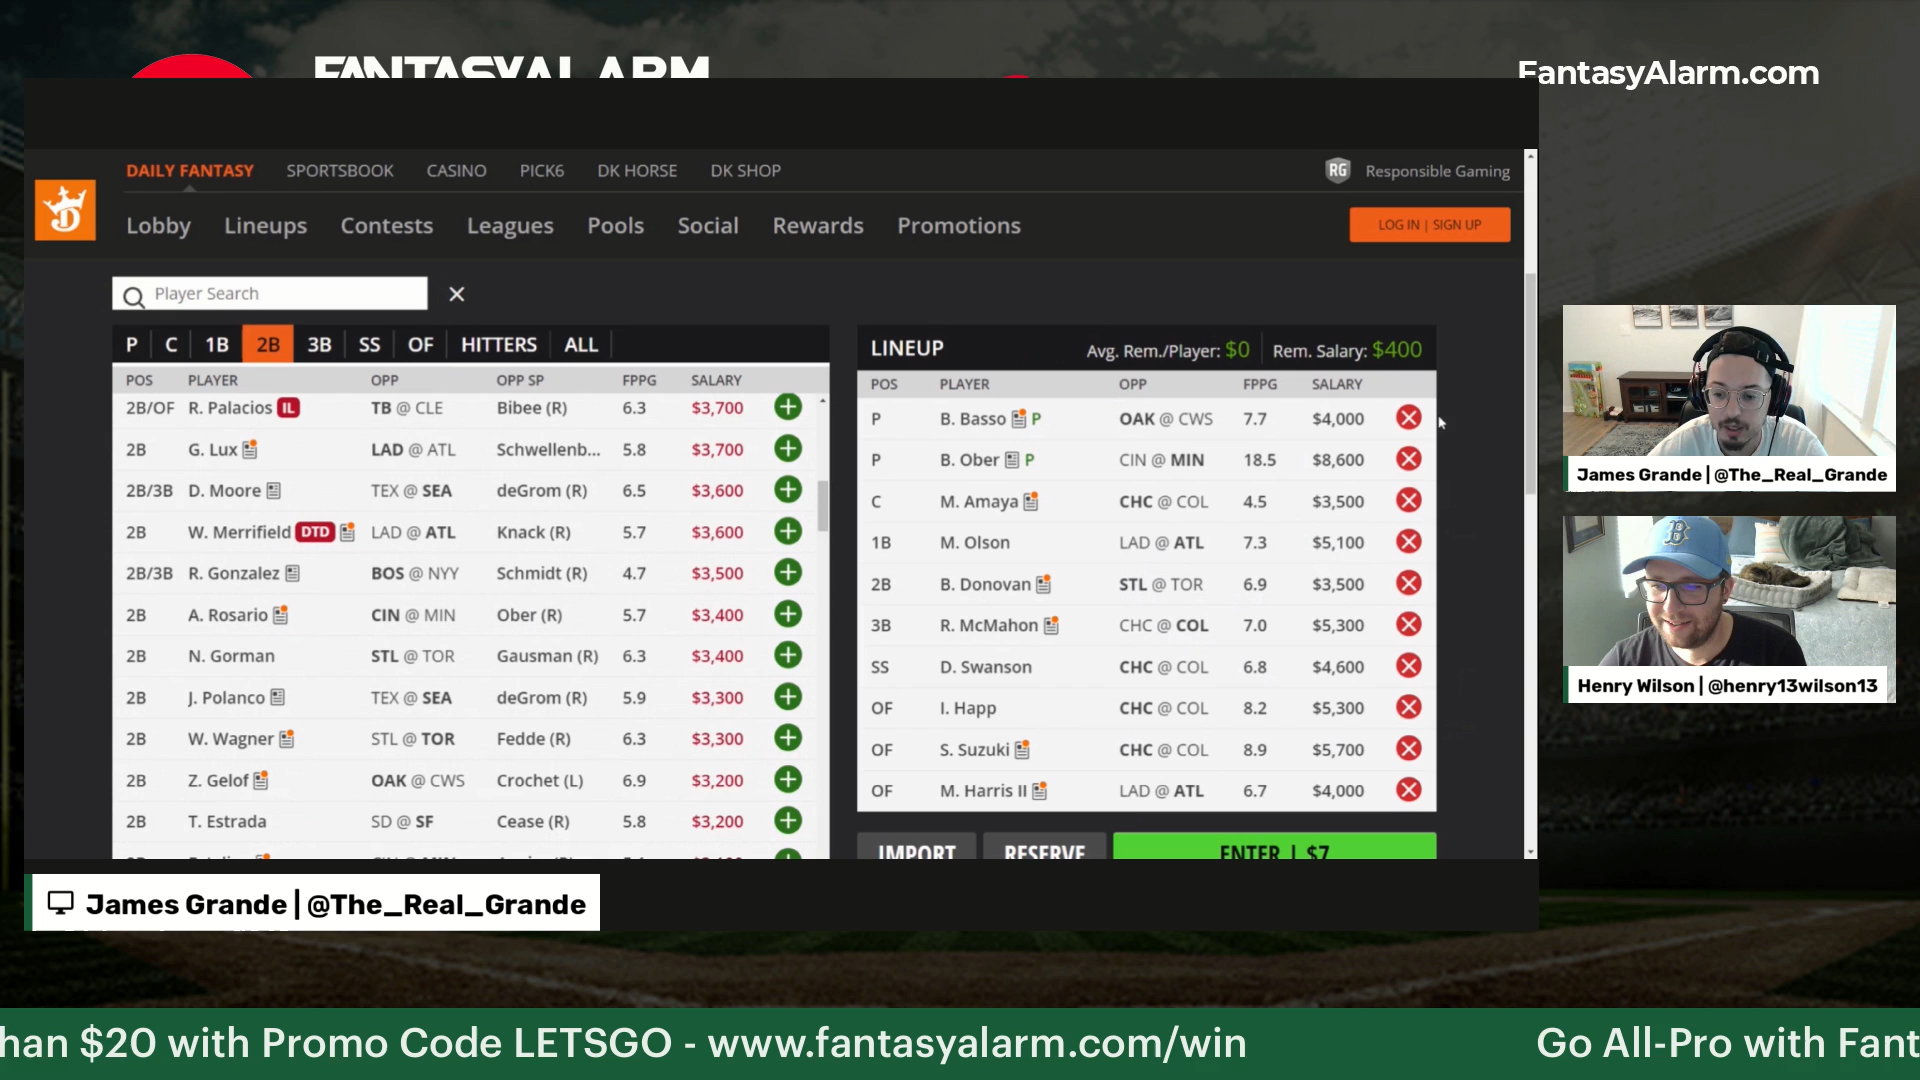 FANTASYALARM
FantasyAlarm.com
DAILY FANTASY SPORTSBOOK CASINO PICK6 DK HORSE DK SHOP
RG Responsible Gaming
D
Lobby Lineups Contests Leagues Pools Social Rewards Promotions
LOG IN | SIGN UP
Player Search
P C 1B 2B 3B SS OF HITTERS ALL
POS PLAYER OPP OPP SP FPPG SALARY
2B/OF R. Palacios IL TB @ CLE Bibee (R) 6.3 $3,700
2B G. Lux LAD @ ATL Schwellenb... 5.8 $3,700
2B/3B D. Moore TEX @ SEA deGrom (R) 6.5 $3,600
2B W. Merrifield DTD LAD @ ATL Knack (R) 5.7 $3,600
2B/3B R. Gonzalez BOS @ NYY Schmidt (R) 4.7 $3,500
2B A. Rosario CIN @ MIN Ober (R) 5.7 $3,400
2B N. Gorman STL @ TOR Gausman (R) 6.3 $3,400
2B J. Polanco TEX @ SEA deGrom (R) 5.9 $3,300
2B W. Wagner STL @ TOR Fedde (R) 6.3 $3,300
2B Z. Gelof OAK @ CWS Crochet (L) 6.9 $3,200
2B T. Estrada SD @ SF Cease (R) 5.8 $3,200
LINEUP Avg. Rem./Player: $0 Rem. Salary: $400
POS PLAYER OPP FPPG SALARY
P B. Basso P OAK @ CWS 7.7 $4,000
P B. Ober P CIN @ MIN 18.5 $8,600
C M. Amaya CHC @ COL 4.5 $3,500
1B M. Olson LAD @ ATL 7.3 $5,100
2B B. Donovan STL @ TOR 6.9 $3,500
3B R. McMahon CHC @ COL 7.0 $5,300
SS D. Swanson CHC @ COL 6.8 $4,600
OF I. Happ CHC @ COL 8.2 $5,300
OF S. Suzuki CHC @ COL 8.9 $5,700
OF M. Harris II LAD @ ATL 6.7 $4,000
IMPORT RESERVE ENTER | $7
James Grande | @The_Real_Grande
B
Henry Wilson | @henry13wilson13
James Grande | @The_Real_Grande
han $20 with Promo Code LETSGO - www.fantasyalarm.com/win Go All-Pro with Fant